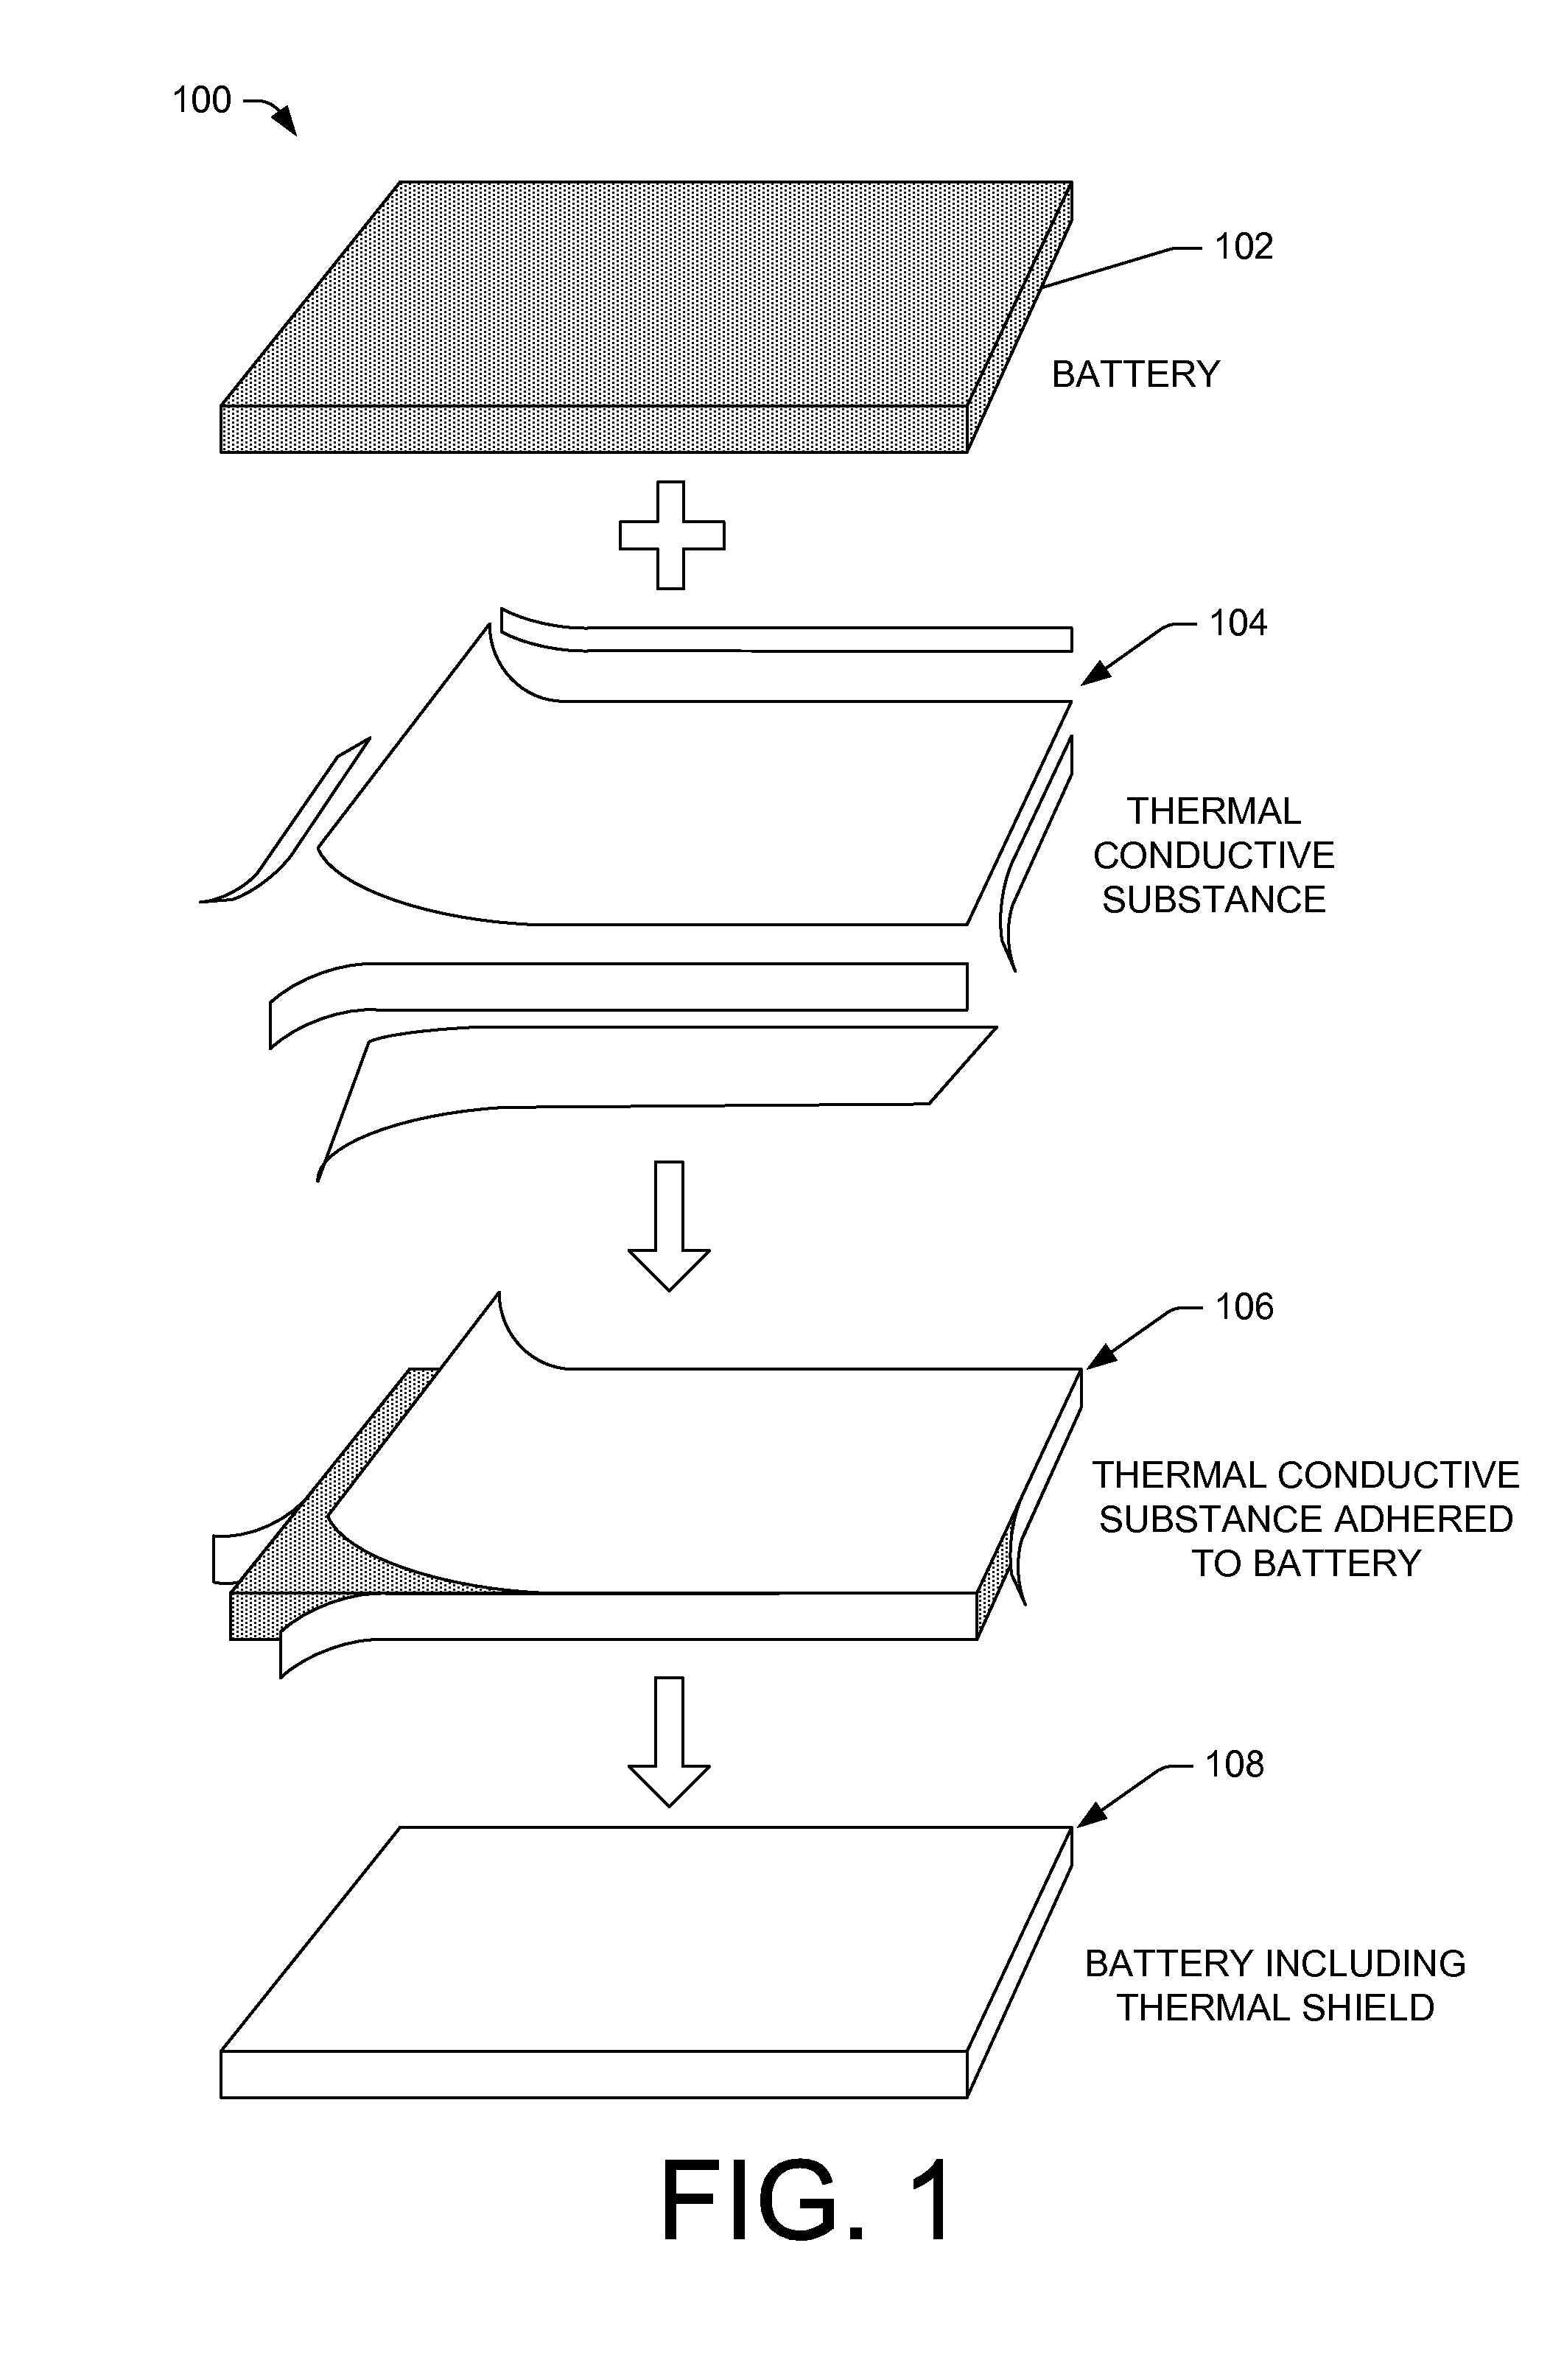 100
102
BATTERY
104
THERMAL
CONDUCTIVE
SUBSTANCE
106
THERMAL CONDUCTIVE
SUBSTANCE ADHERED
TO BATTERY
108
BATTERY INCLUDING
THERMAL SHIELD
FIG. 1